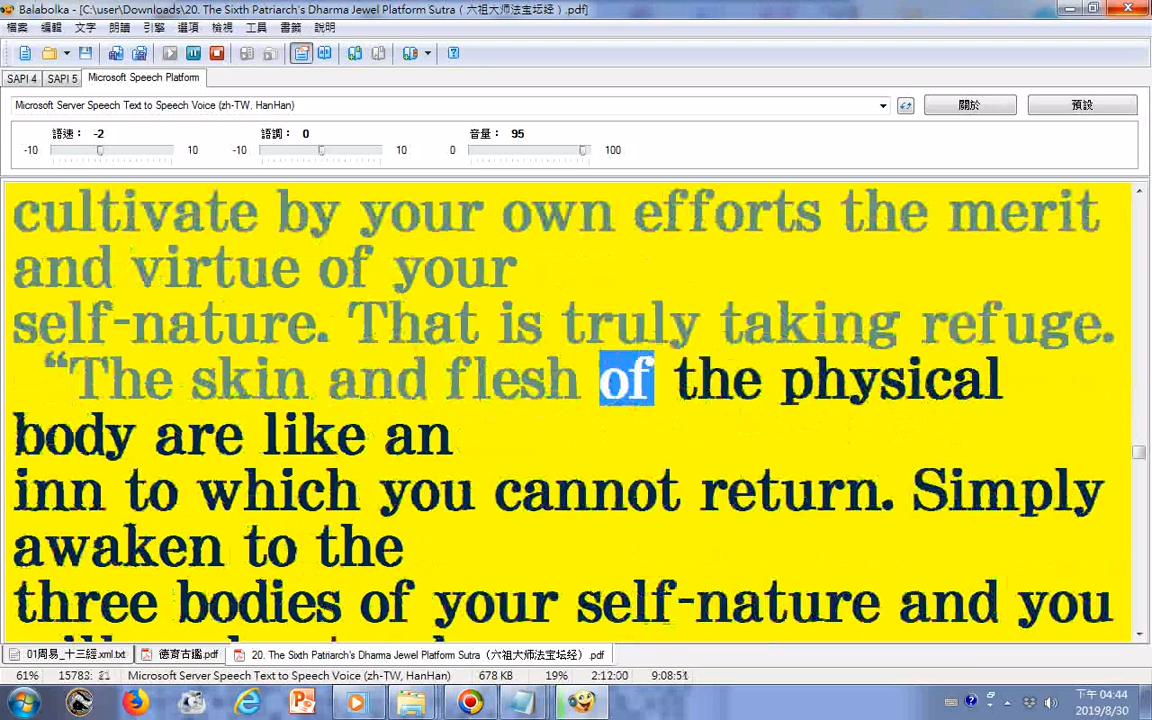 Balabolka - [C:\user\Downloads\20. The Sixth Patriarch's Dharma Jewel Platform Sutra（六祖大师法宝坛经）.pdf]
檔案 編輯 文字 朗讀 引擎 選項 檢視 工具 書籤 說明
SAPI 4 SAPI 5 Microsoft Speech Platform
Microsoft Server Speech Text to Speech Voice (zh-TW, HanHan) 關於 預設
語速： -2 語調： 0 音量： 95
-10 10 -10 10 0 100
cultivate by your own efforts the merit
and virtue of your
self-nature. That is truly taking refuge.
“The skin and flesh of the physical
body are like an
inn to which you cannot return. Simply
awaken to the
three bodies of your self-nature and you
01周易_十三經.xml.txt 德育古鑑.pdf 20. The Sixth Patriarch's Dharma Jewel Platform Sutra（六祖大师法宝坛经）.pdf
61% 15783: 21 Microsoft Server Speech Text to Speech Voice (zh-TW, HanHan) 678 KB 19% 2:12:00 9:08:51
下午 04:44
2019/8/30